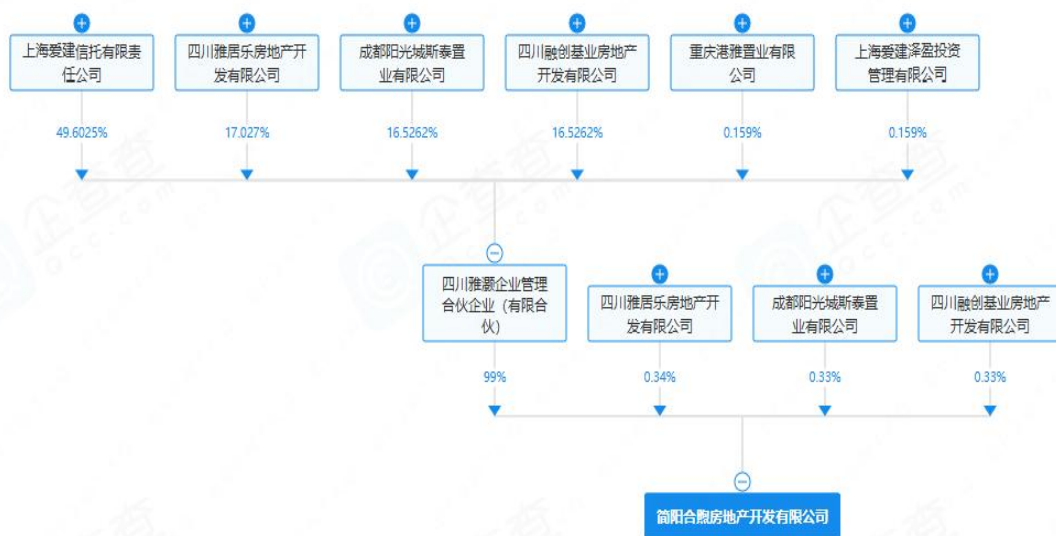 上海爱建信托有限责
任公司
四川雅居乐房地产开
发有限公司
成都阳光城斯泰置
业有限公司
四川融创基业房地产
开发有限公司
重庆港雅置业有限
公司
上海爱建泽盈投资
管理有限公司
49.6025%
17.027%
16.5262%
16.5262%
0.159%
0.159%
四川雅灏企业管理
合伙企业（有限合
伙）
四川雅居乐房地产开
发有限公司
成都阳光城斯泰置
业有限公司
四川融创基业房地产
开发有限公司
99%
0.34%
0.33%
0.33%
简阳合煦房地产开发有限公司